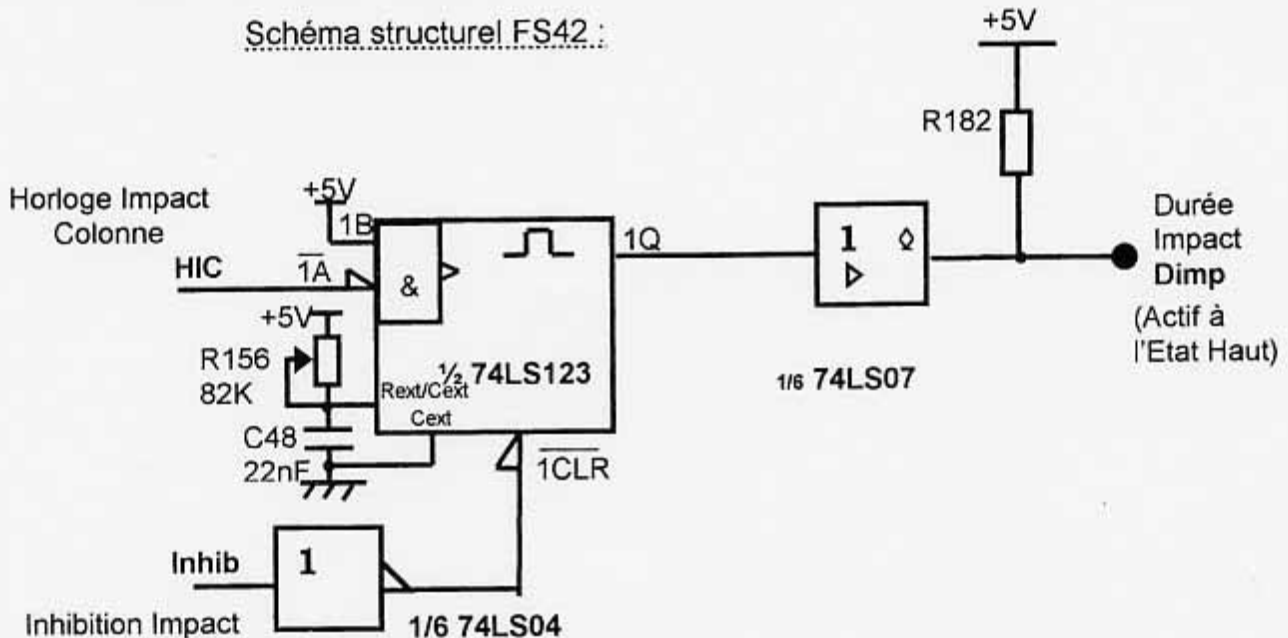 Schéma structurel FS42 :
+5V
R182
Horloge Impact
Colonne
+5V
1B
1Q
HIC
1A
&
1
Durée
Impact
Dimp
(Actif à
l'Etat Haut)
+5V
R156
82K
½ 74LS123
1/6 74LS07
Rext/Cext
Cext
C48
22nF
1CLR
Inhib
1
Inhibition Impact
1/6 74LS04